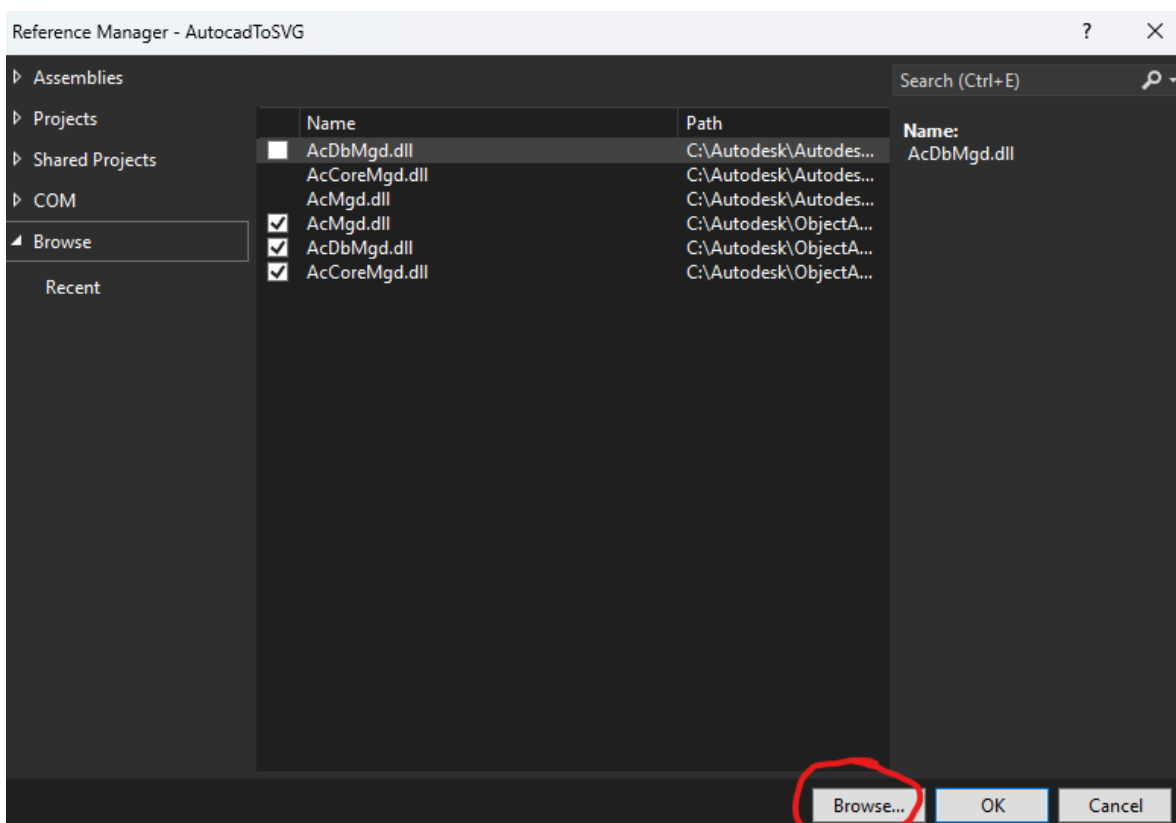 Reference Manager - AutocadToSVG
?
Assemblies
Search (Ctrl+E)
Projects
Shared Projects
COM
Browse
Recent
Name Path
AcDbMgd.dll C:\Autodesk\Autodes...
AcCoreMgd.dll C:\Autodesk\Autodes...
AcMgd.dll C:\Autodesk\Autodes...
AcMgd.dll C:\Autodesk\ObjectA...
AcDbMgd.dll C:\Autodesk\ObjectA...
AcCoreMgd.dll C:\Autodesk\ObjectA...
Name:
AcDbMgd.dll
Browse... OK Cancel